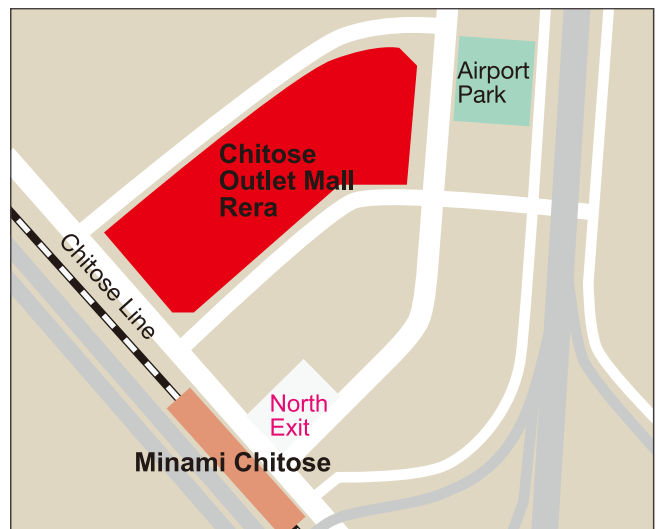 Airport
Park
Chitose
Outlet Mall
Rera
Chitose Line
North
Exit
Minami Chitose